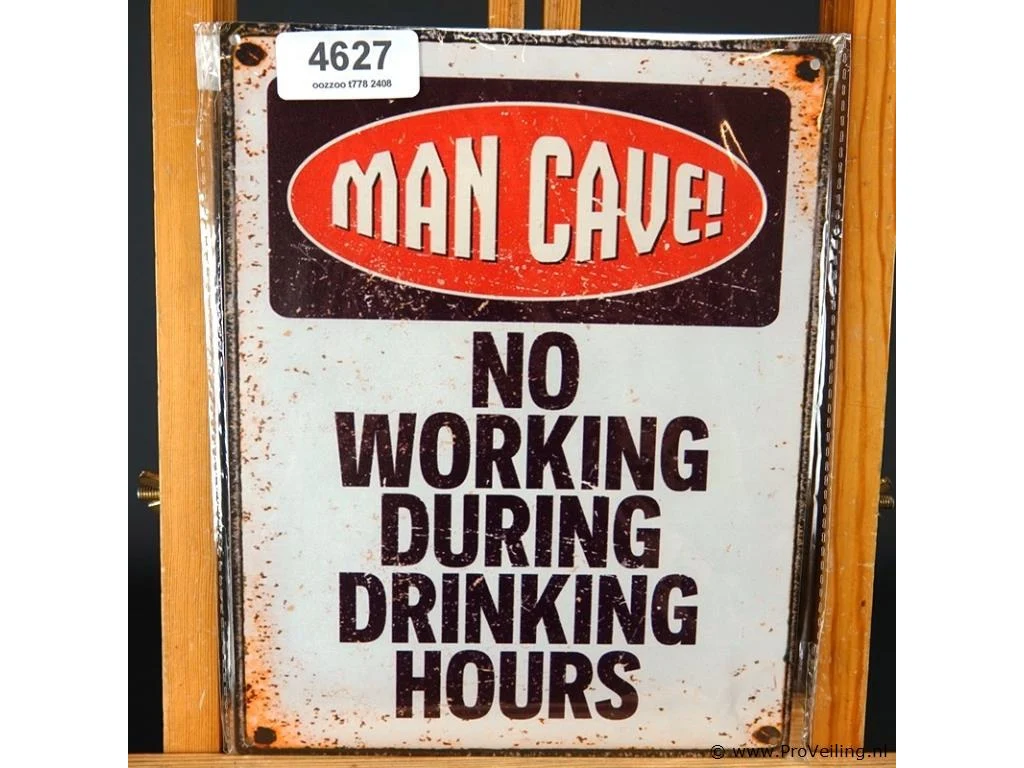 4627
oozzoo t778 2408
MAN CAVE!
NO
WORKING
DURING
DRINKING
HOURS
© www.ProVeiling.nl